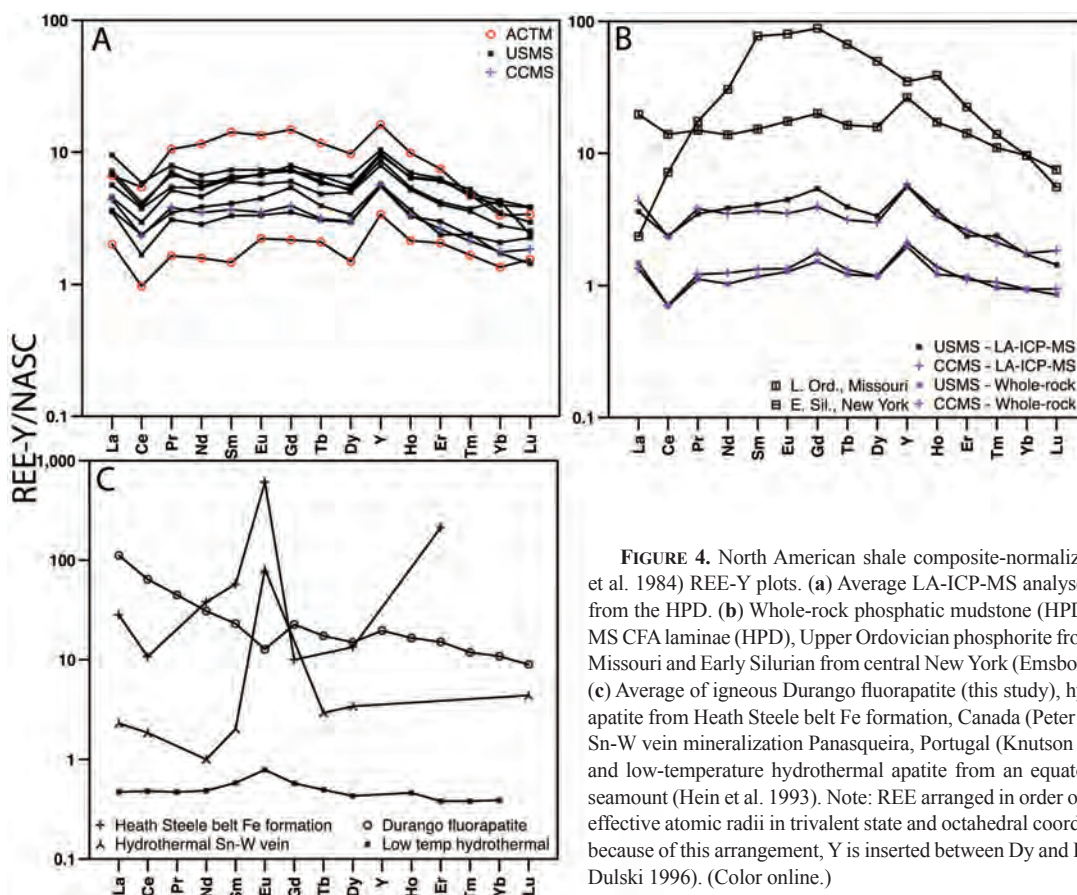 REE-Y/NASC
A
100
10
1
0.1
ACTM
USMS
CCMS
La Ce Pr Nd Sm Eu Gd Tb Dy Y Ho Er Tm Yb Lu
B
100
10
1
0.1
L. Ord., Missouri
E. Sil., New York
USMS - LA-ICP-MS
CCMS - LA-ICP-MS
USMS - Whole-rock
CCMS - Whole-rock
La Ce Pr Nd Sm Eu Gd Tb Dy Y Ho Er Tm Yb Lu
C
1,000
100
10
1
0.1
Heath Steele belt Fe formation
Hydrothermal Sn-W vein
Durango fluorapatite
Low temp hydrothermal
La Ce Pr Nd Sm Eu Gd Tb Dy Y Ho Er Tm Yb Lu
FIGURE 4. North American shale composite-normaliz
et al. 1984) REE-Y plots. (a) Average LA-ICP-MS analyse
from the HPD. (b) Whole-rock phosphatic mudstone (HPD
MS CFA laminae (HPD), Upper Ordovician phosphorite fro
Missouri and Early Silurian from central New York (Emsbo
(c) Average of igneous Durango fluorapatite (this study), hy
apatite from Heath Steele belt Fe formation, Canada (Peter
Sn-W vein mineralization Panasqueira, Portugal (Knutson
and low-temperature hydrothermal apatite from an equato
seamount (Hein et al. 1993). Note: REE arranged in order o
effective atomic radii in trivalent state and octahedral coord
because of this arrangement, Y is inserted between Dy and
Dulski 1996). (Color online.)